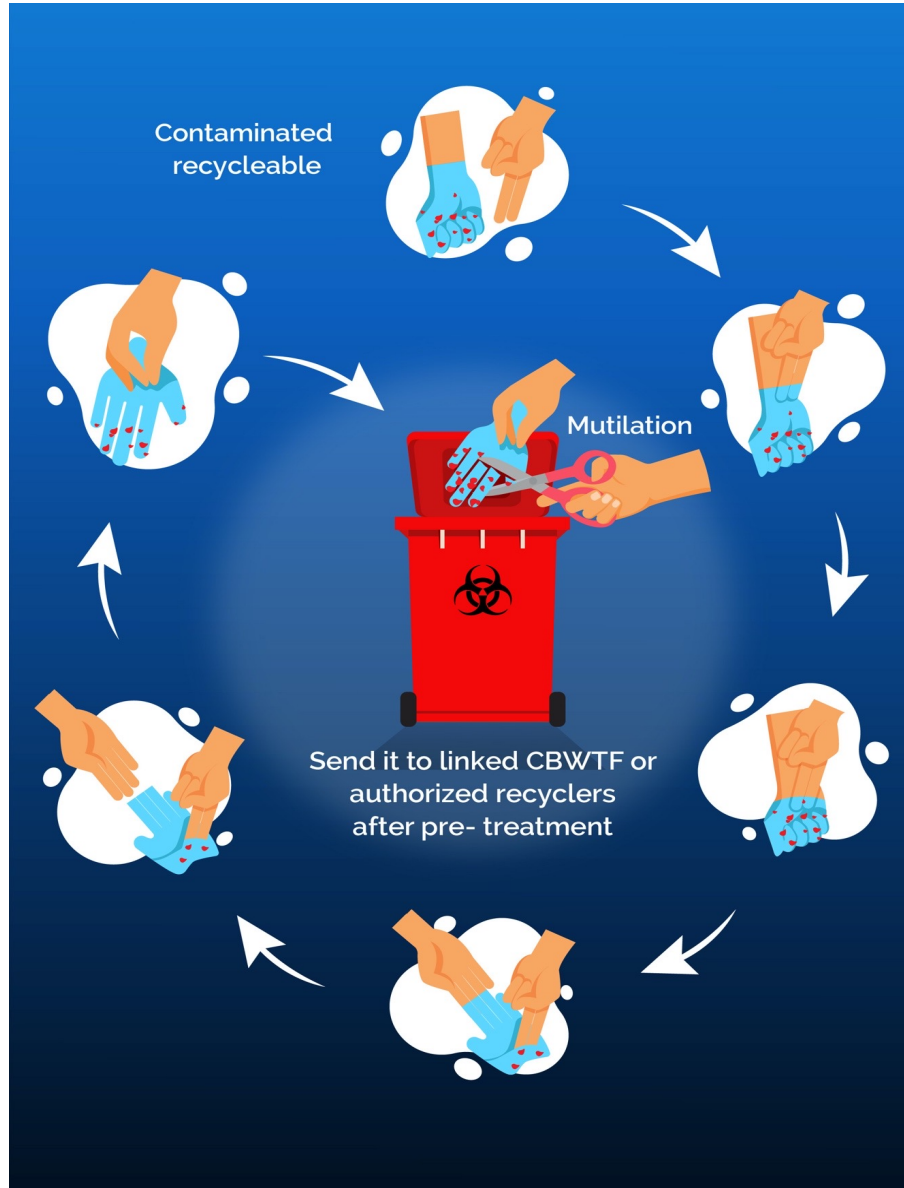 Contaminated
recycleable
Mutilation
Send it to linked CBWTF or
authorized recyclers
after pre- treatment